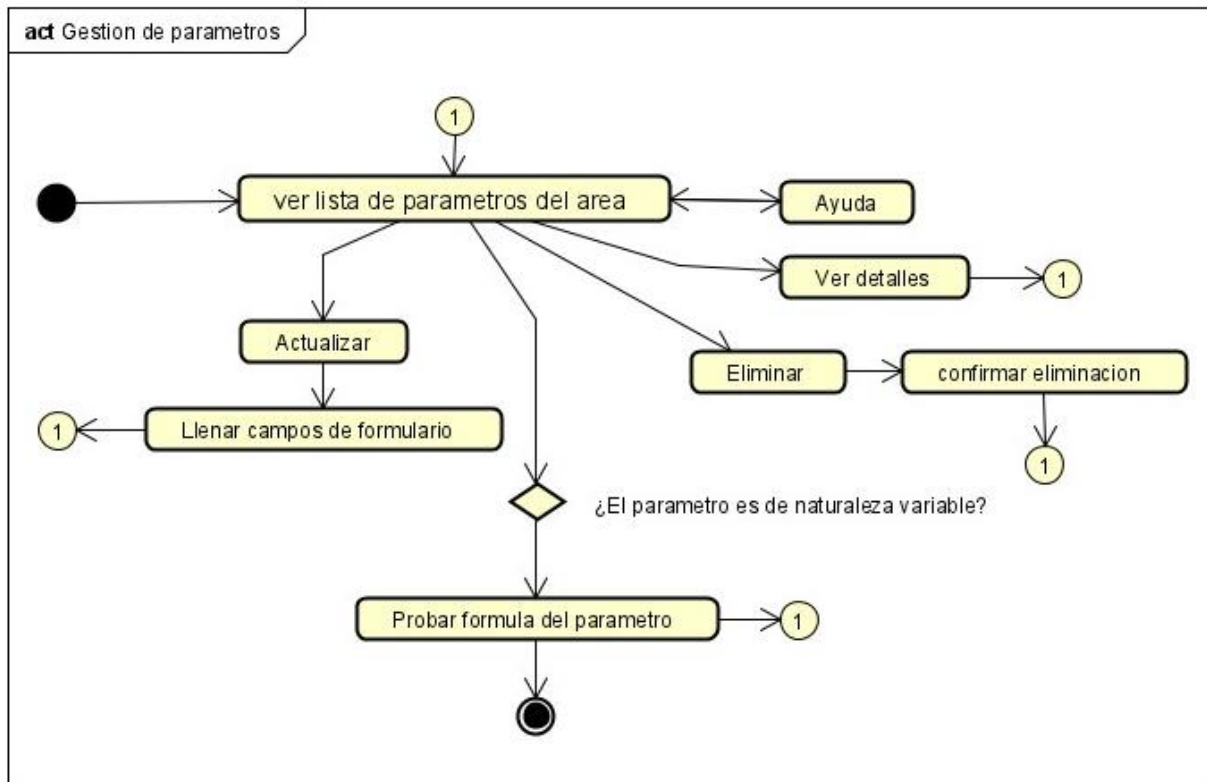 act Gestion de parametros
1
ver lista de parametros del area
Ayuda
Ver detalles
1
Actualizar
Eliminar
confirmar eliminacion
1
Llenar campos de formulario
1
¿El parametro es de naturaleza variable?
Probar formula del parametro
1